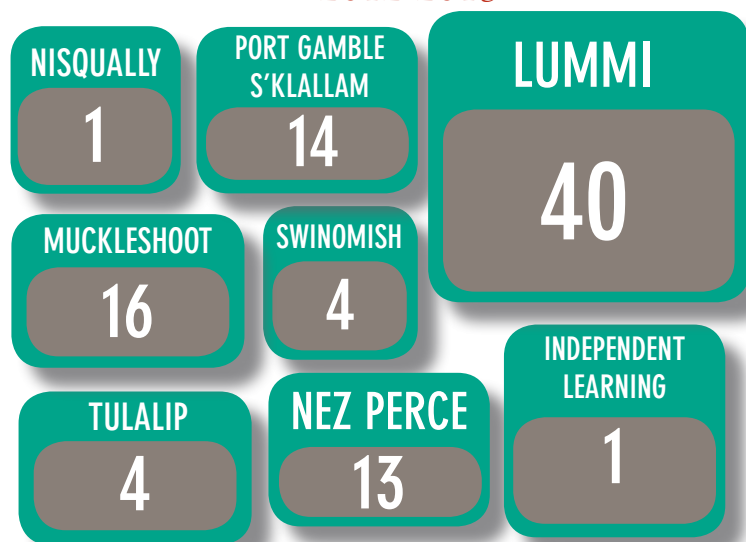 NISQUALLY
1
PORT GAMBLE
S'KLALLAM
14
LUMMI
40
MUCKLESHOOT
16
SWINOMISH
4
INDEPENDENT
LEARNING
1
TULALIP
4
NEZ PERCE
13